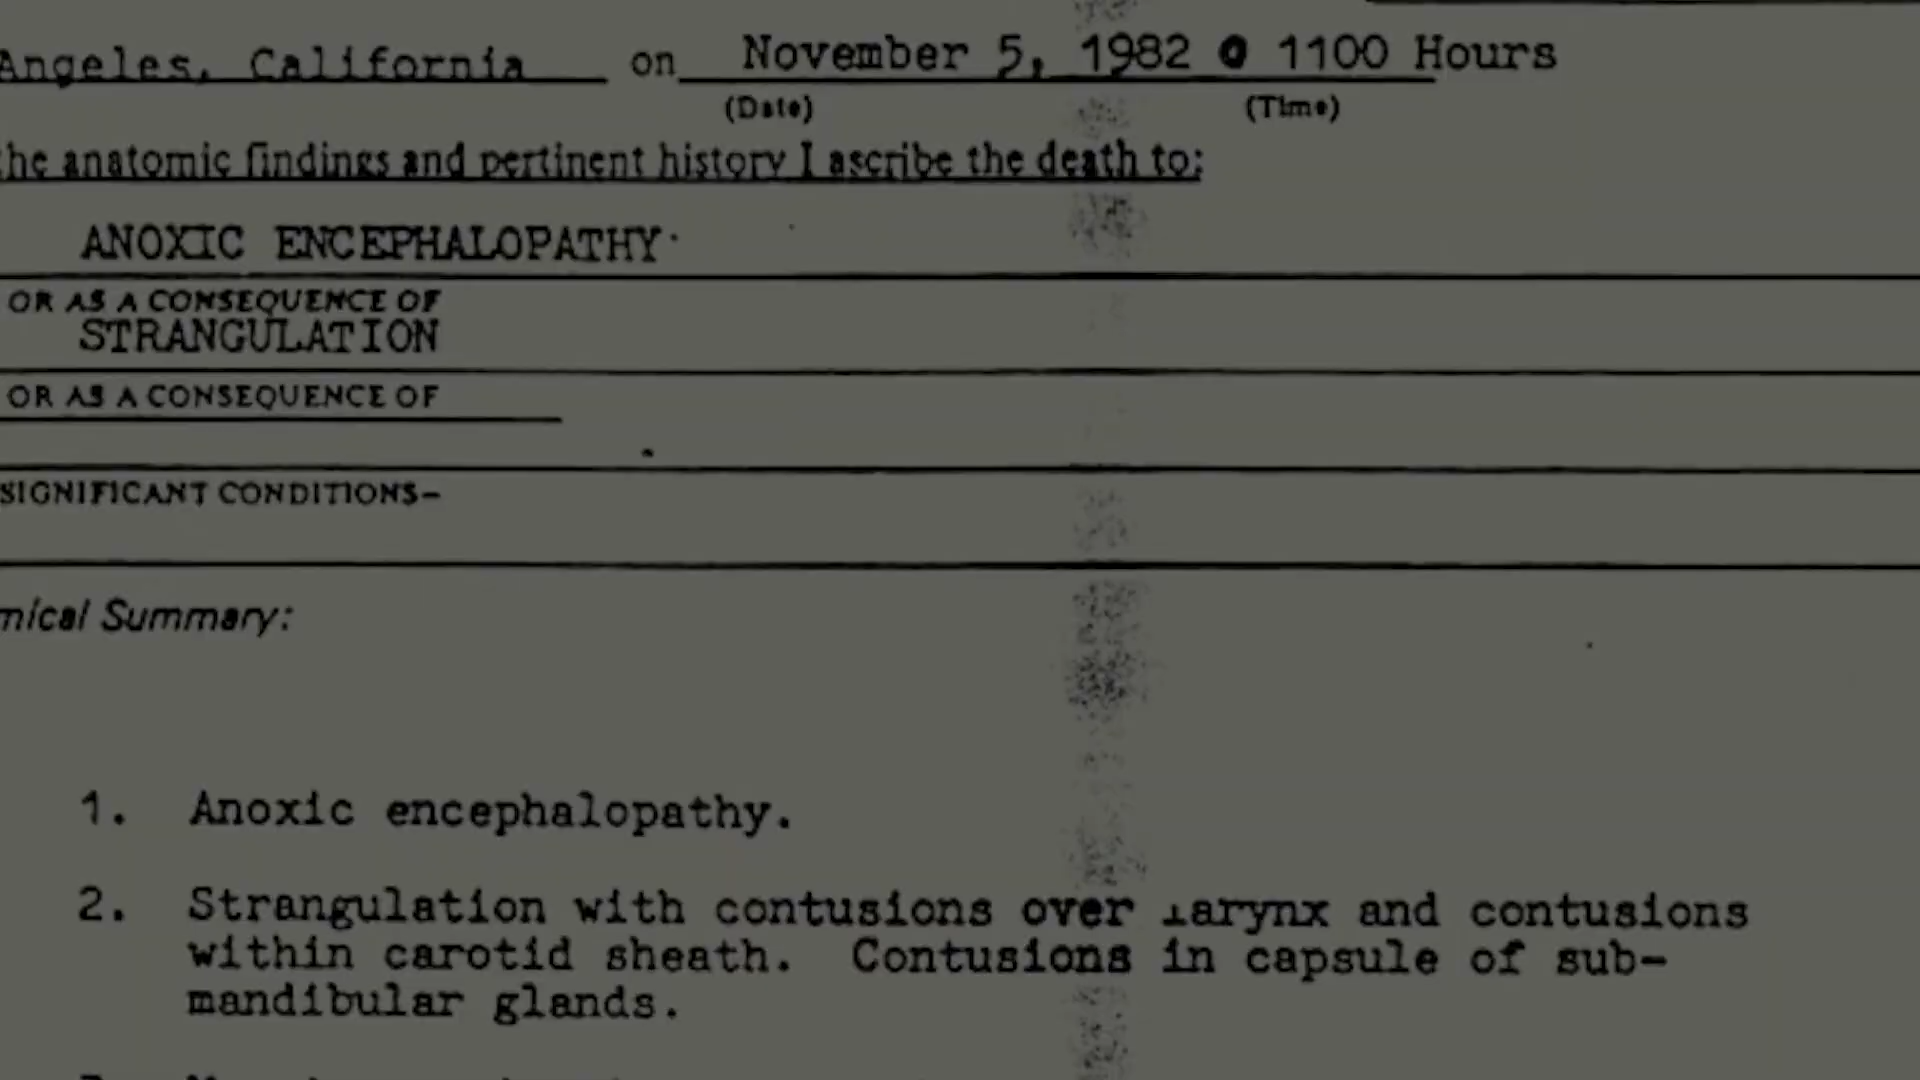 Angeles, California on November 5, 1982 @ 1100 Hours
(Date) (Time)
the anatomic findings and pertinent history I ascribe the death to:
ANOXIC ENCEPHALOPATHY
OR AS A CONSEQUENCE OF
STRANGULATION
OR AS A CONSEQUENCE OF
SIGNIFICANT CONDITIONS-
mical Summary:
1. Anoxic encephalopathy.
2. Strangulation with contusions over larynx and contusions
within carotid sheath. Contusions in capsule of sub-
mandibular glands.